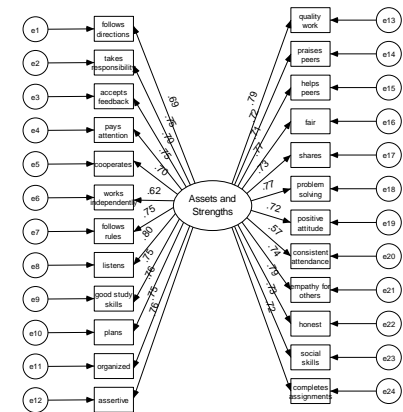 e1
follows
directions
e2
takes
responsibility
e3
accepts
feedback
e4
pays
attention
e5
cooperates
e6
works
independently
e7
follows
rules
e8
listens
e9
good study
skills
e10
plans
e11
organized
e12
assertive
.69
.75
.70
.62
.75
.80
.75
.76
.75
.76
Assets and
Strengths
.79
.72
.71
.77
.73
.77
.72
.57
.74
.79
.73
.72
quality
work
e13
praises
peers
e14
helps
peers
e15
fair
e16
shares
e17
problem
solving
e18
positive
attitude
e19
consistent
attendance
e20
empathy for
others
e21
honest
e22
social
skills
e23
completes
assignments
e24